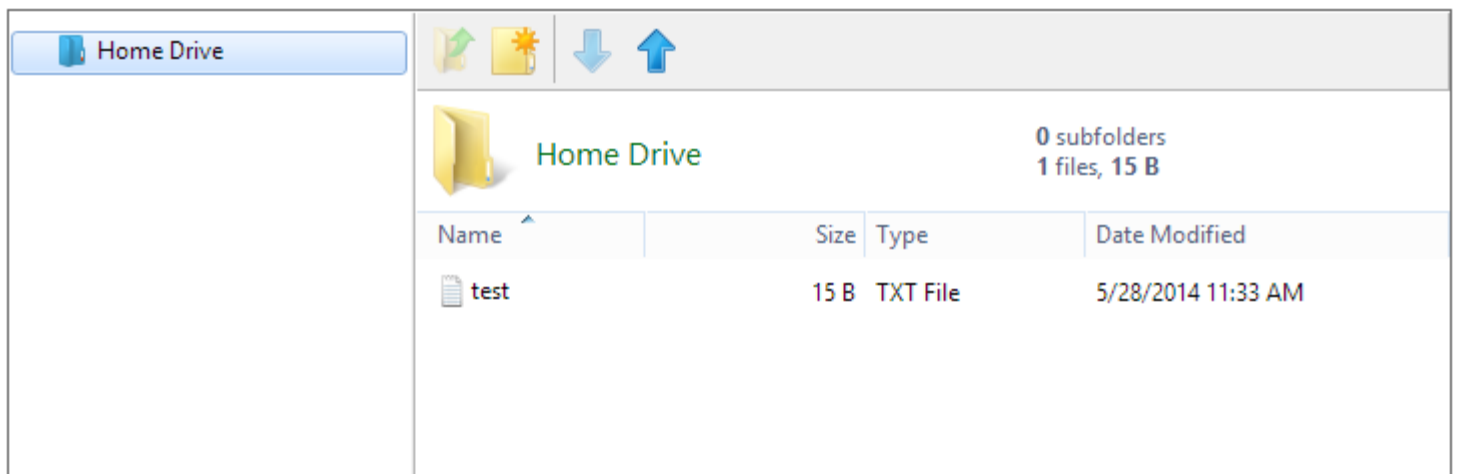 Home Drive
Home Drive
0 subfolders
1 files, 15 B
Name Size Type Date Modified
test 15 B TXT File 5/28/2014 11:33 AM